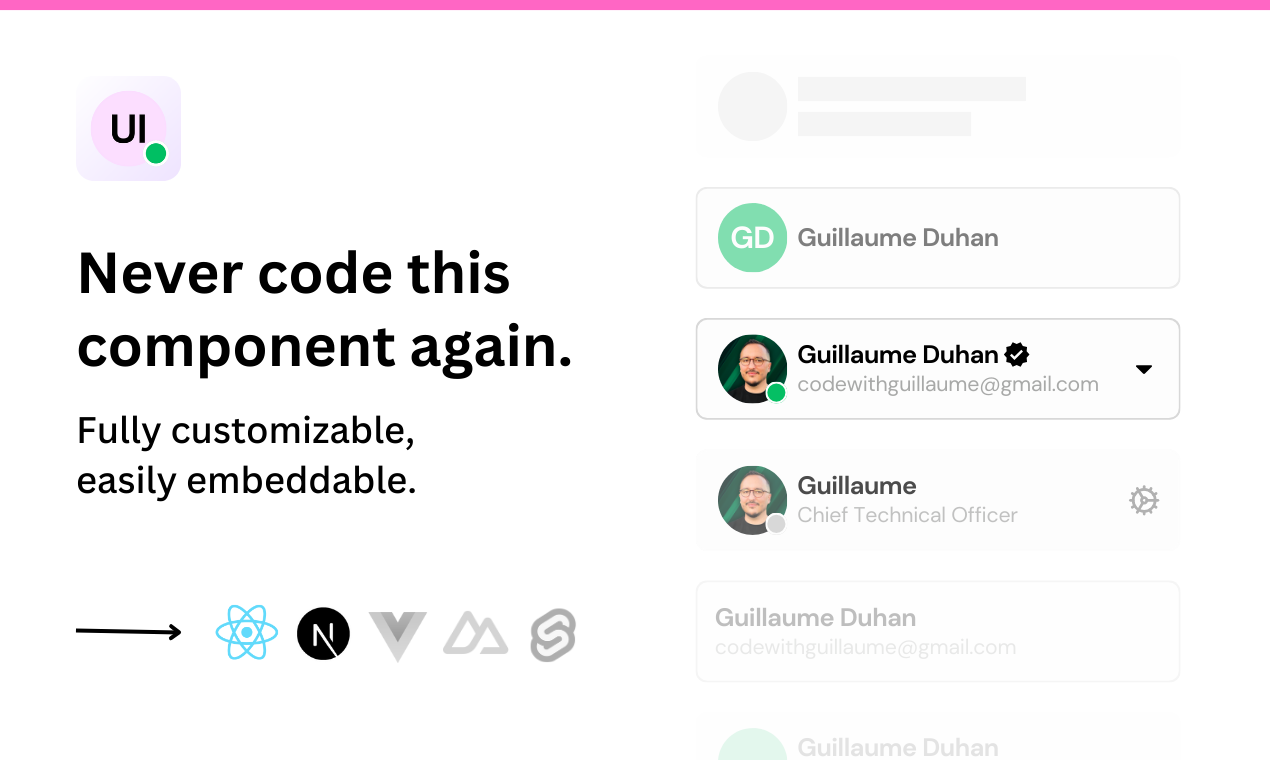 UI
Never code this
component again.
Fully customizable,
easily embeddable.
N
GD
Guillaume Duhan
Guillaume Duhan
codewithguillaume@gmail.com
Guillaume
Chief Technical Officer
Guillaume Duhan
codewithguillaume@gmail.com
Guillaume Duhan